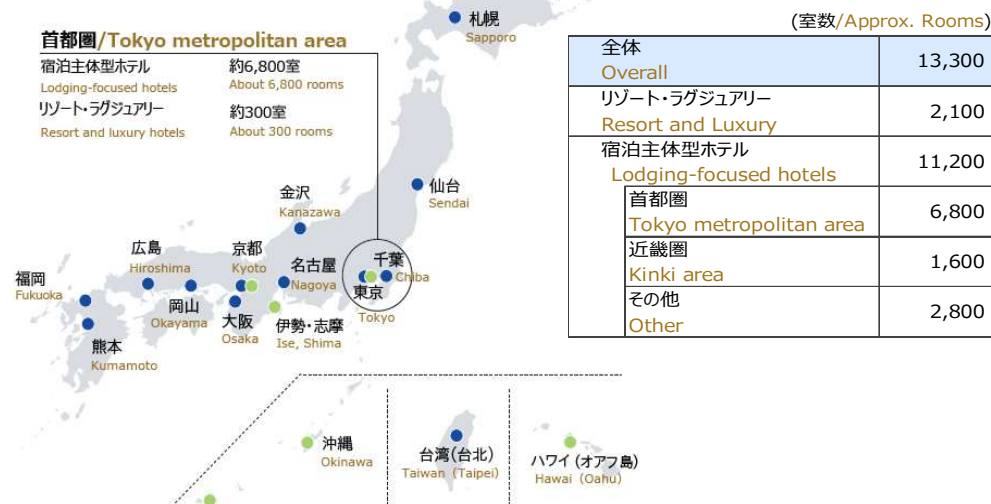 首都圏/Tokyo metropolitan area
宿泊主体型ホテル 約6,800室
Lodging-focused hotels About 6,800 rooms
リゾート・ラグジュアリー 約300室
Resort and luxury hotels About 300 rooms
札幌
Sapporo
仙台
Sendai
金沢
Kanazawa
広島
Hiroshima
京都
Kyoto
名古屋
Nagoya
千葉
Chiba
東京
Tokyo
福岡
Fukuoka
岡山
Okayama
大阪
Osaka
伊勢・志摩
Ise, Shima
熊本
Kumamoto
沖縄
Okinawa
台湾(台北)
Taiwan (Taipei)
ハワイ (オアフ島)
Hawai (Oahu)
(室数/Approx. Rooms)
全体 13,300
Overall
リゾート・ラグジュアリー 2,100
Resort and Luxury
宿泊主体型ホテル 11,200
Lodging-focused hotels
首都圏 6,800
Tokyo metropolitan area
近畿圏 1,600
Kinki area
その他 2,800
Other